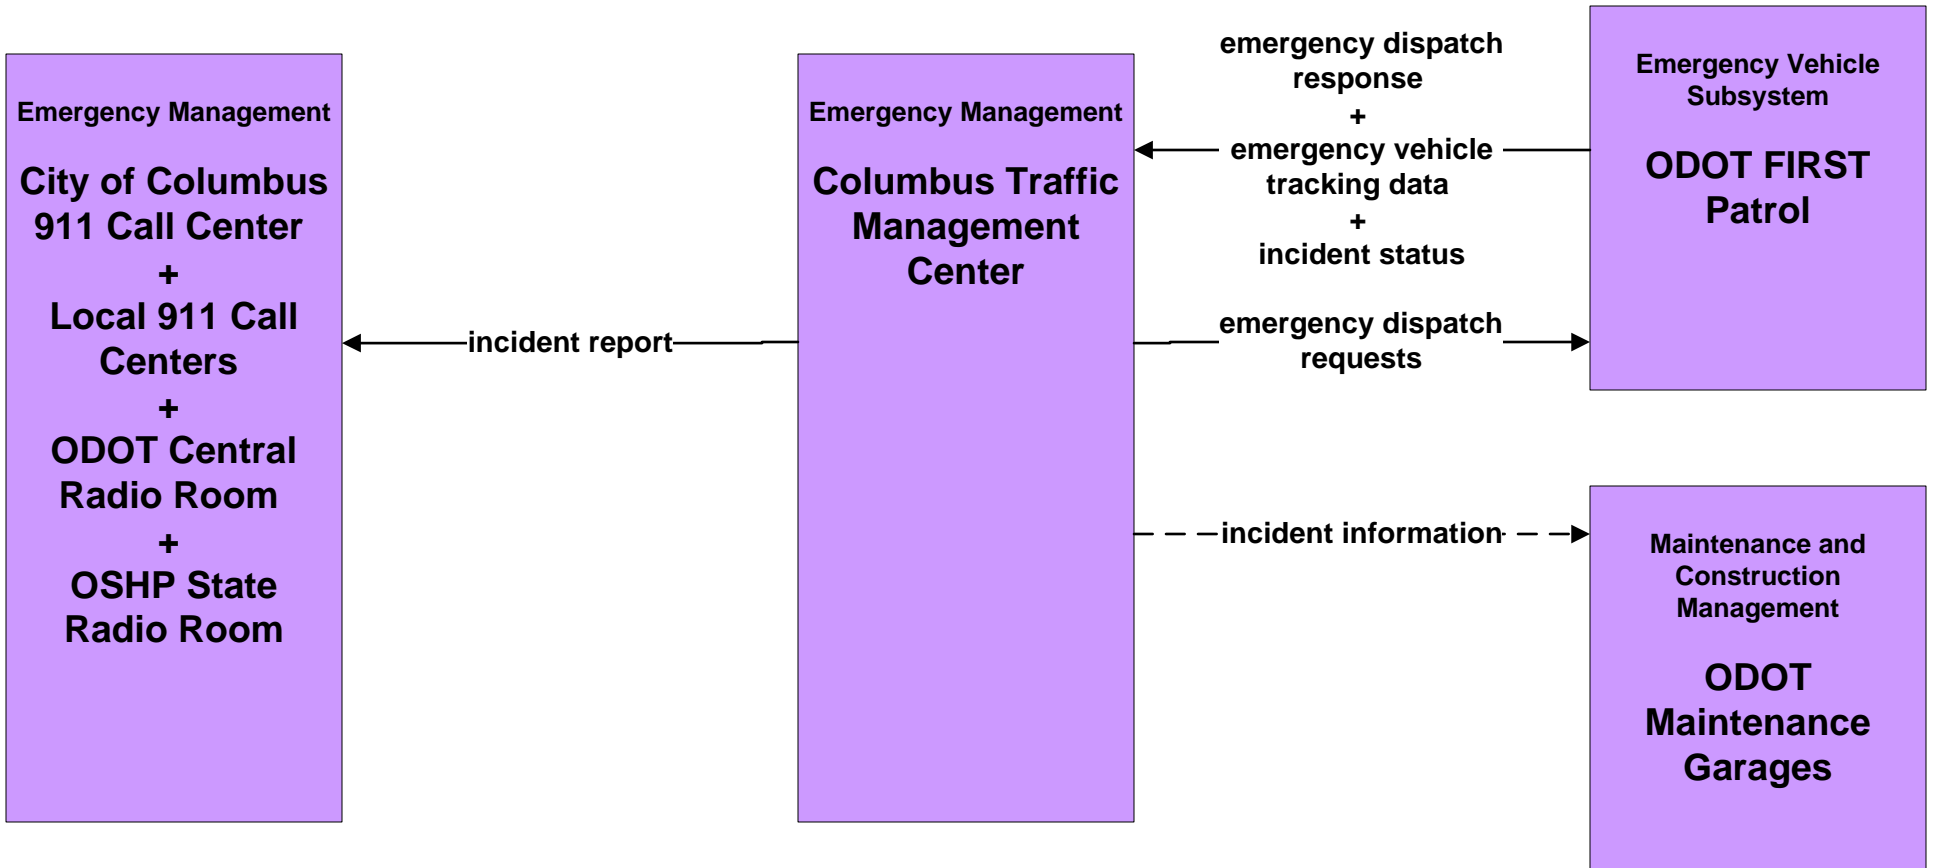 Emergency Management
City of Columbus
911 Call Center
+
Local 911 Call
Centers
+
ODOT Central
Radio Room
+
OSHP State
Radio Room
incident report
Emergency Management
Columbus Traffic
Management
Center
emergency dispatch
response
+
emergency vehicle
tracking data
+
incident status
emergency dispatch
requests
incident information
Emergency Vehicle
Subsystem
ODOT FIRST
Patrol
Maintenance and
Construction
Management
ODOT
Maintenance
Garages